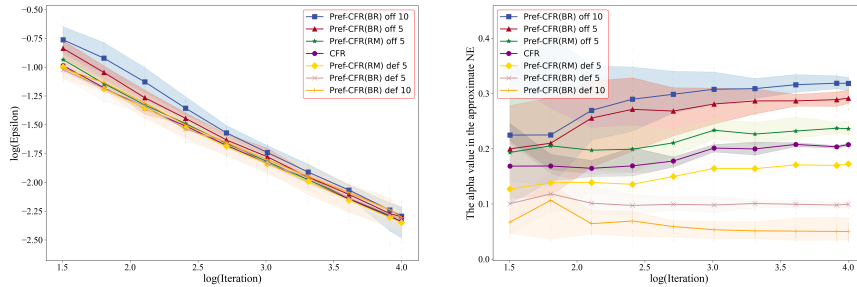 −0.50
−0.75
−1.00
−1.25
−1.50
−1.75
−2.00
−2.25
−2.50
log(Epsilon)
1.5
2.0
2.5
3.0
3.5
4.0
log(Iteration)
Pref-CFR(BR) off 10
Pref-CFR(BR) off 5
Pref-CFR(RM) off 5
CFR
Pref-CFR(RM) def 5
Pref-CFR(BR) def 5
Pref-CFR(BR) def 10
0.4
0.3
0.2
0.1
0.0
The alpha value in the approximate NE
1.5
2.0
2.5
3.0
3.5
4.0
log(Iteration)
Pref-CFR(BR) off 10
Pref-CFR(BR) off 5
Pref-CFR(RM) off 5
CFR
Pref-CFR(RM) def 5
Pref-CFR(BR) def 5
Pref-CFR(BR) def 10